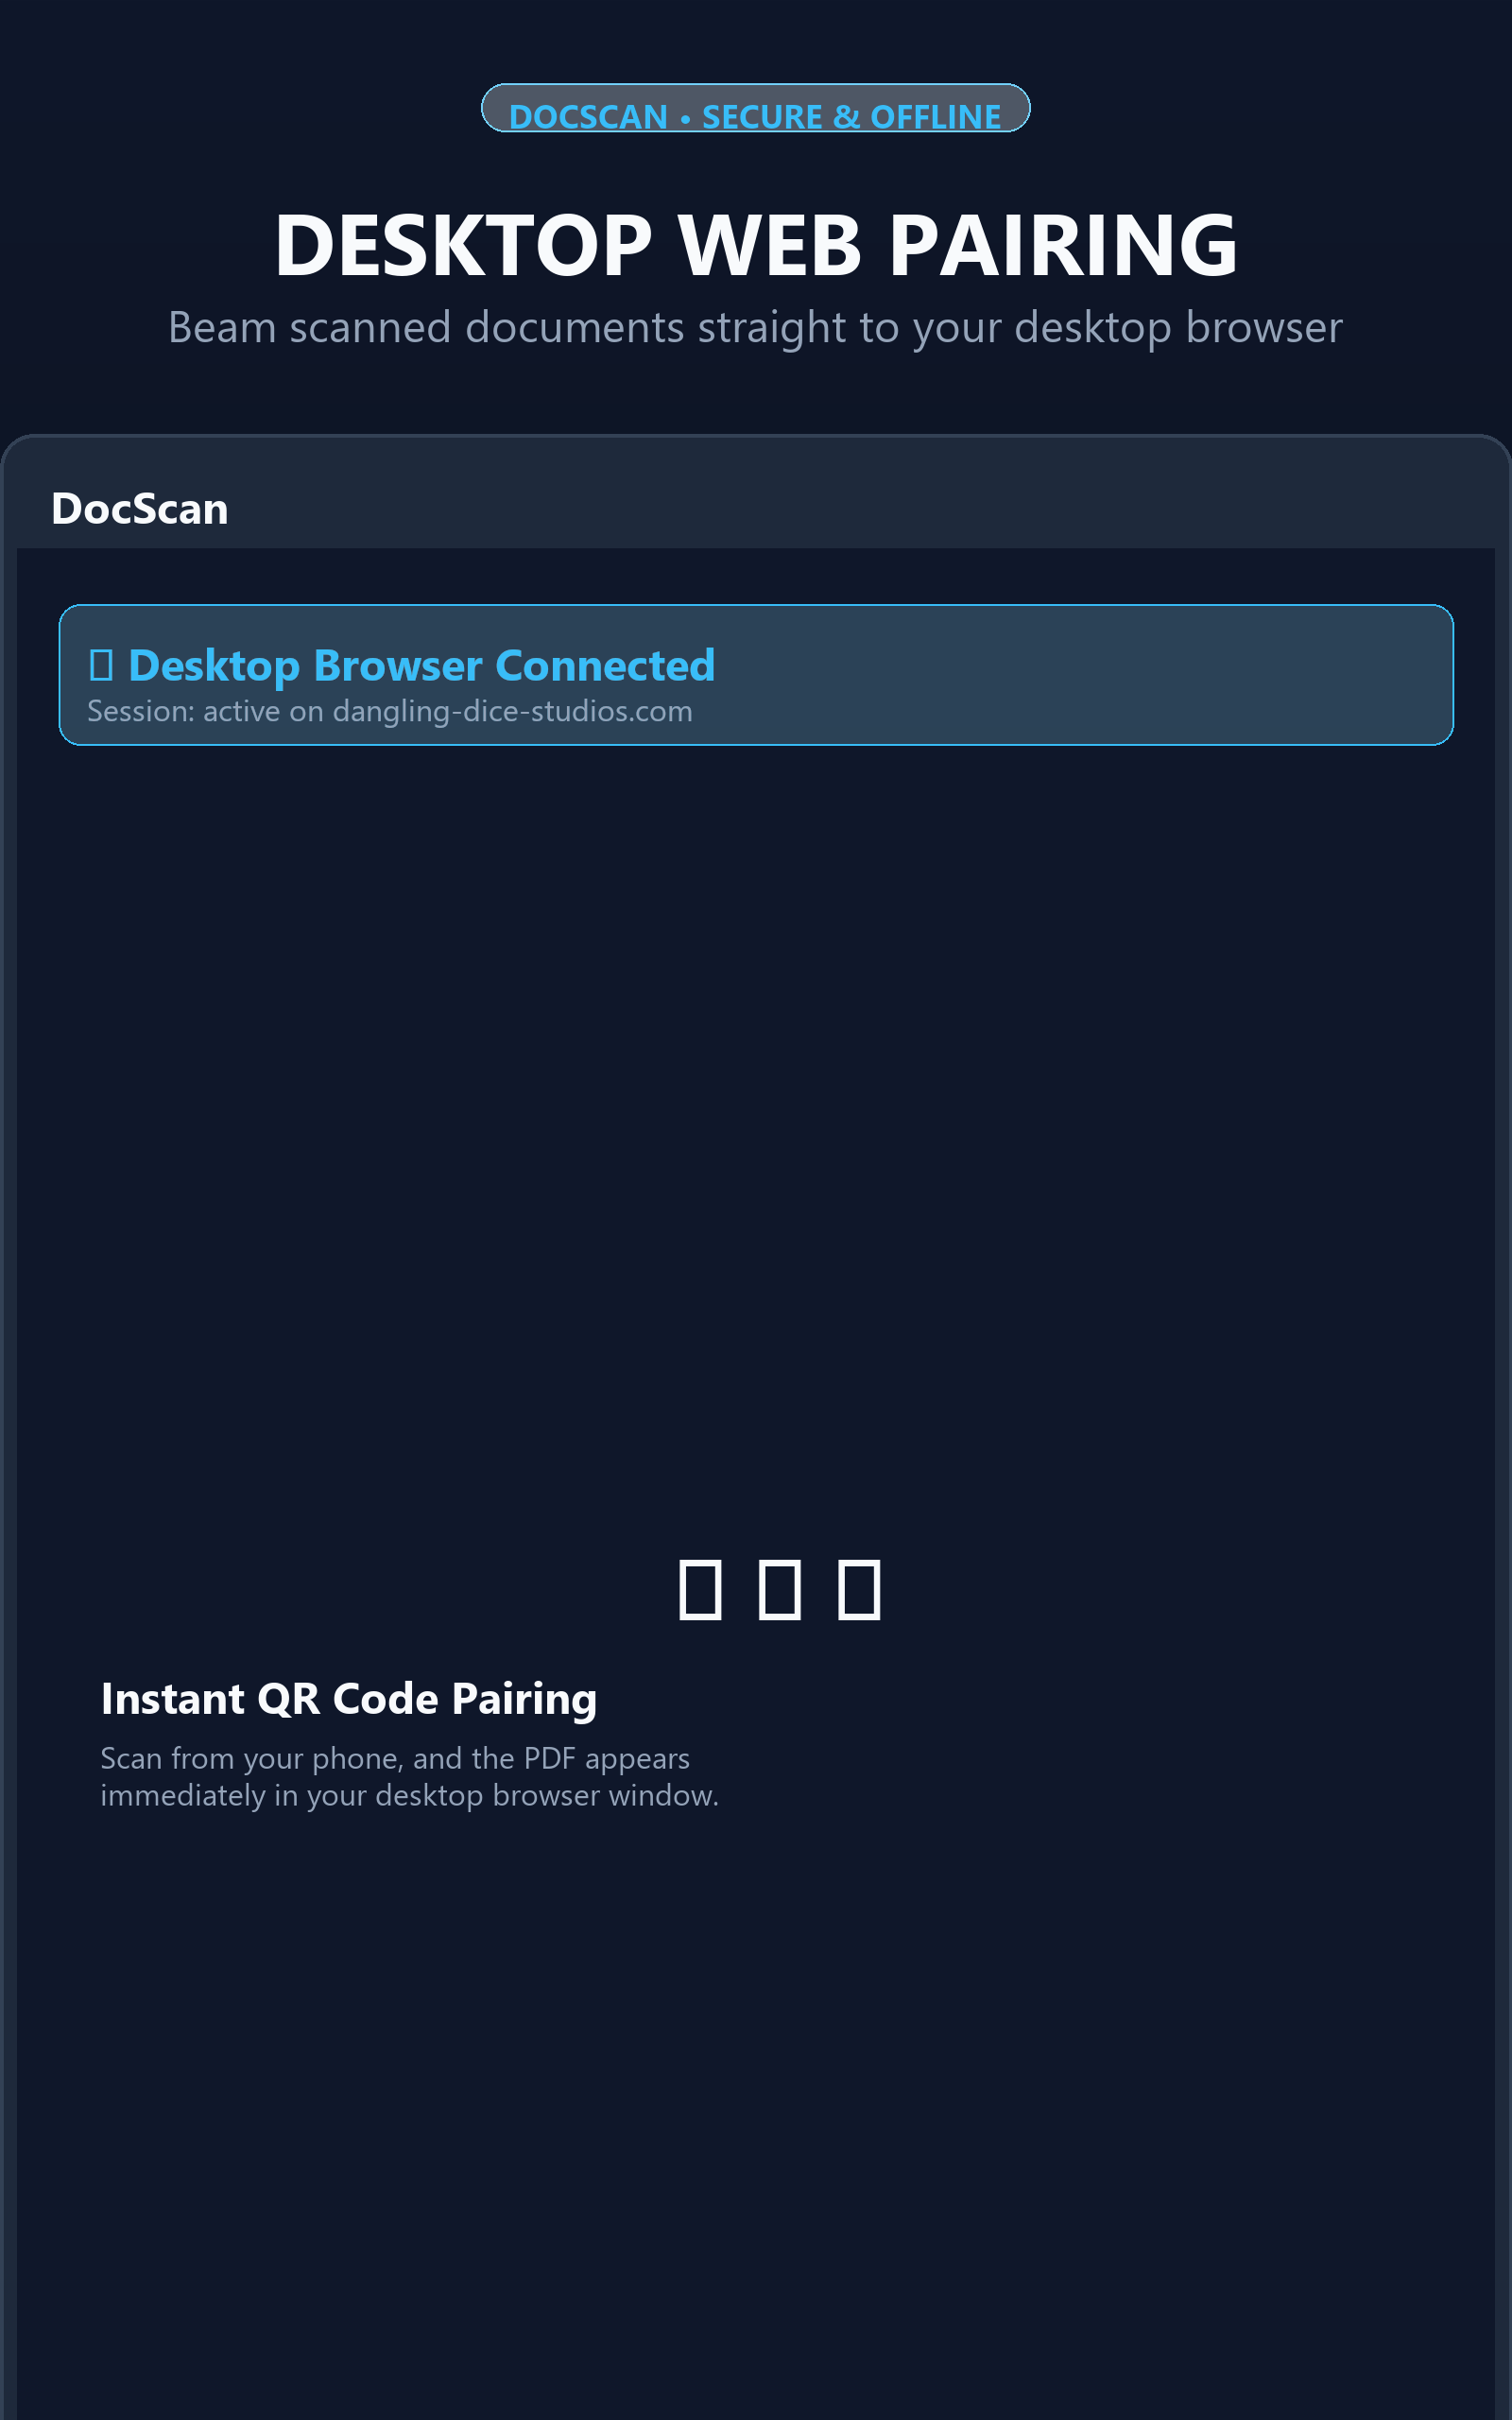 DOCSCAN • SECURE & OFFLINE
DESKTOP WEB PAIRING
Beam scanned documents straight to your desktop browser
DocScan
Desktop Browser Connected
Session: active on dangling-dice-studios.com
Instant QR Code Pairing
Scan from your phone, and the PDF appears
immediately in your desktop browser window.